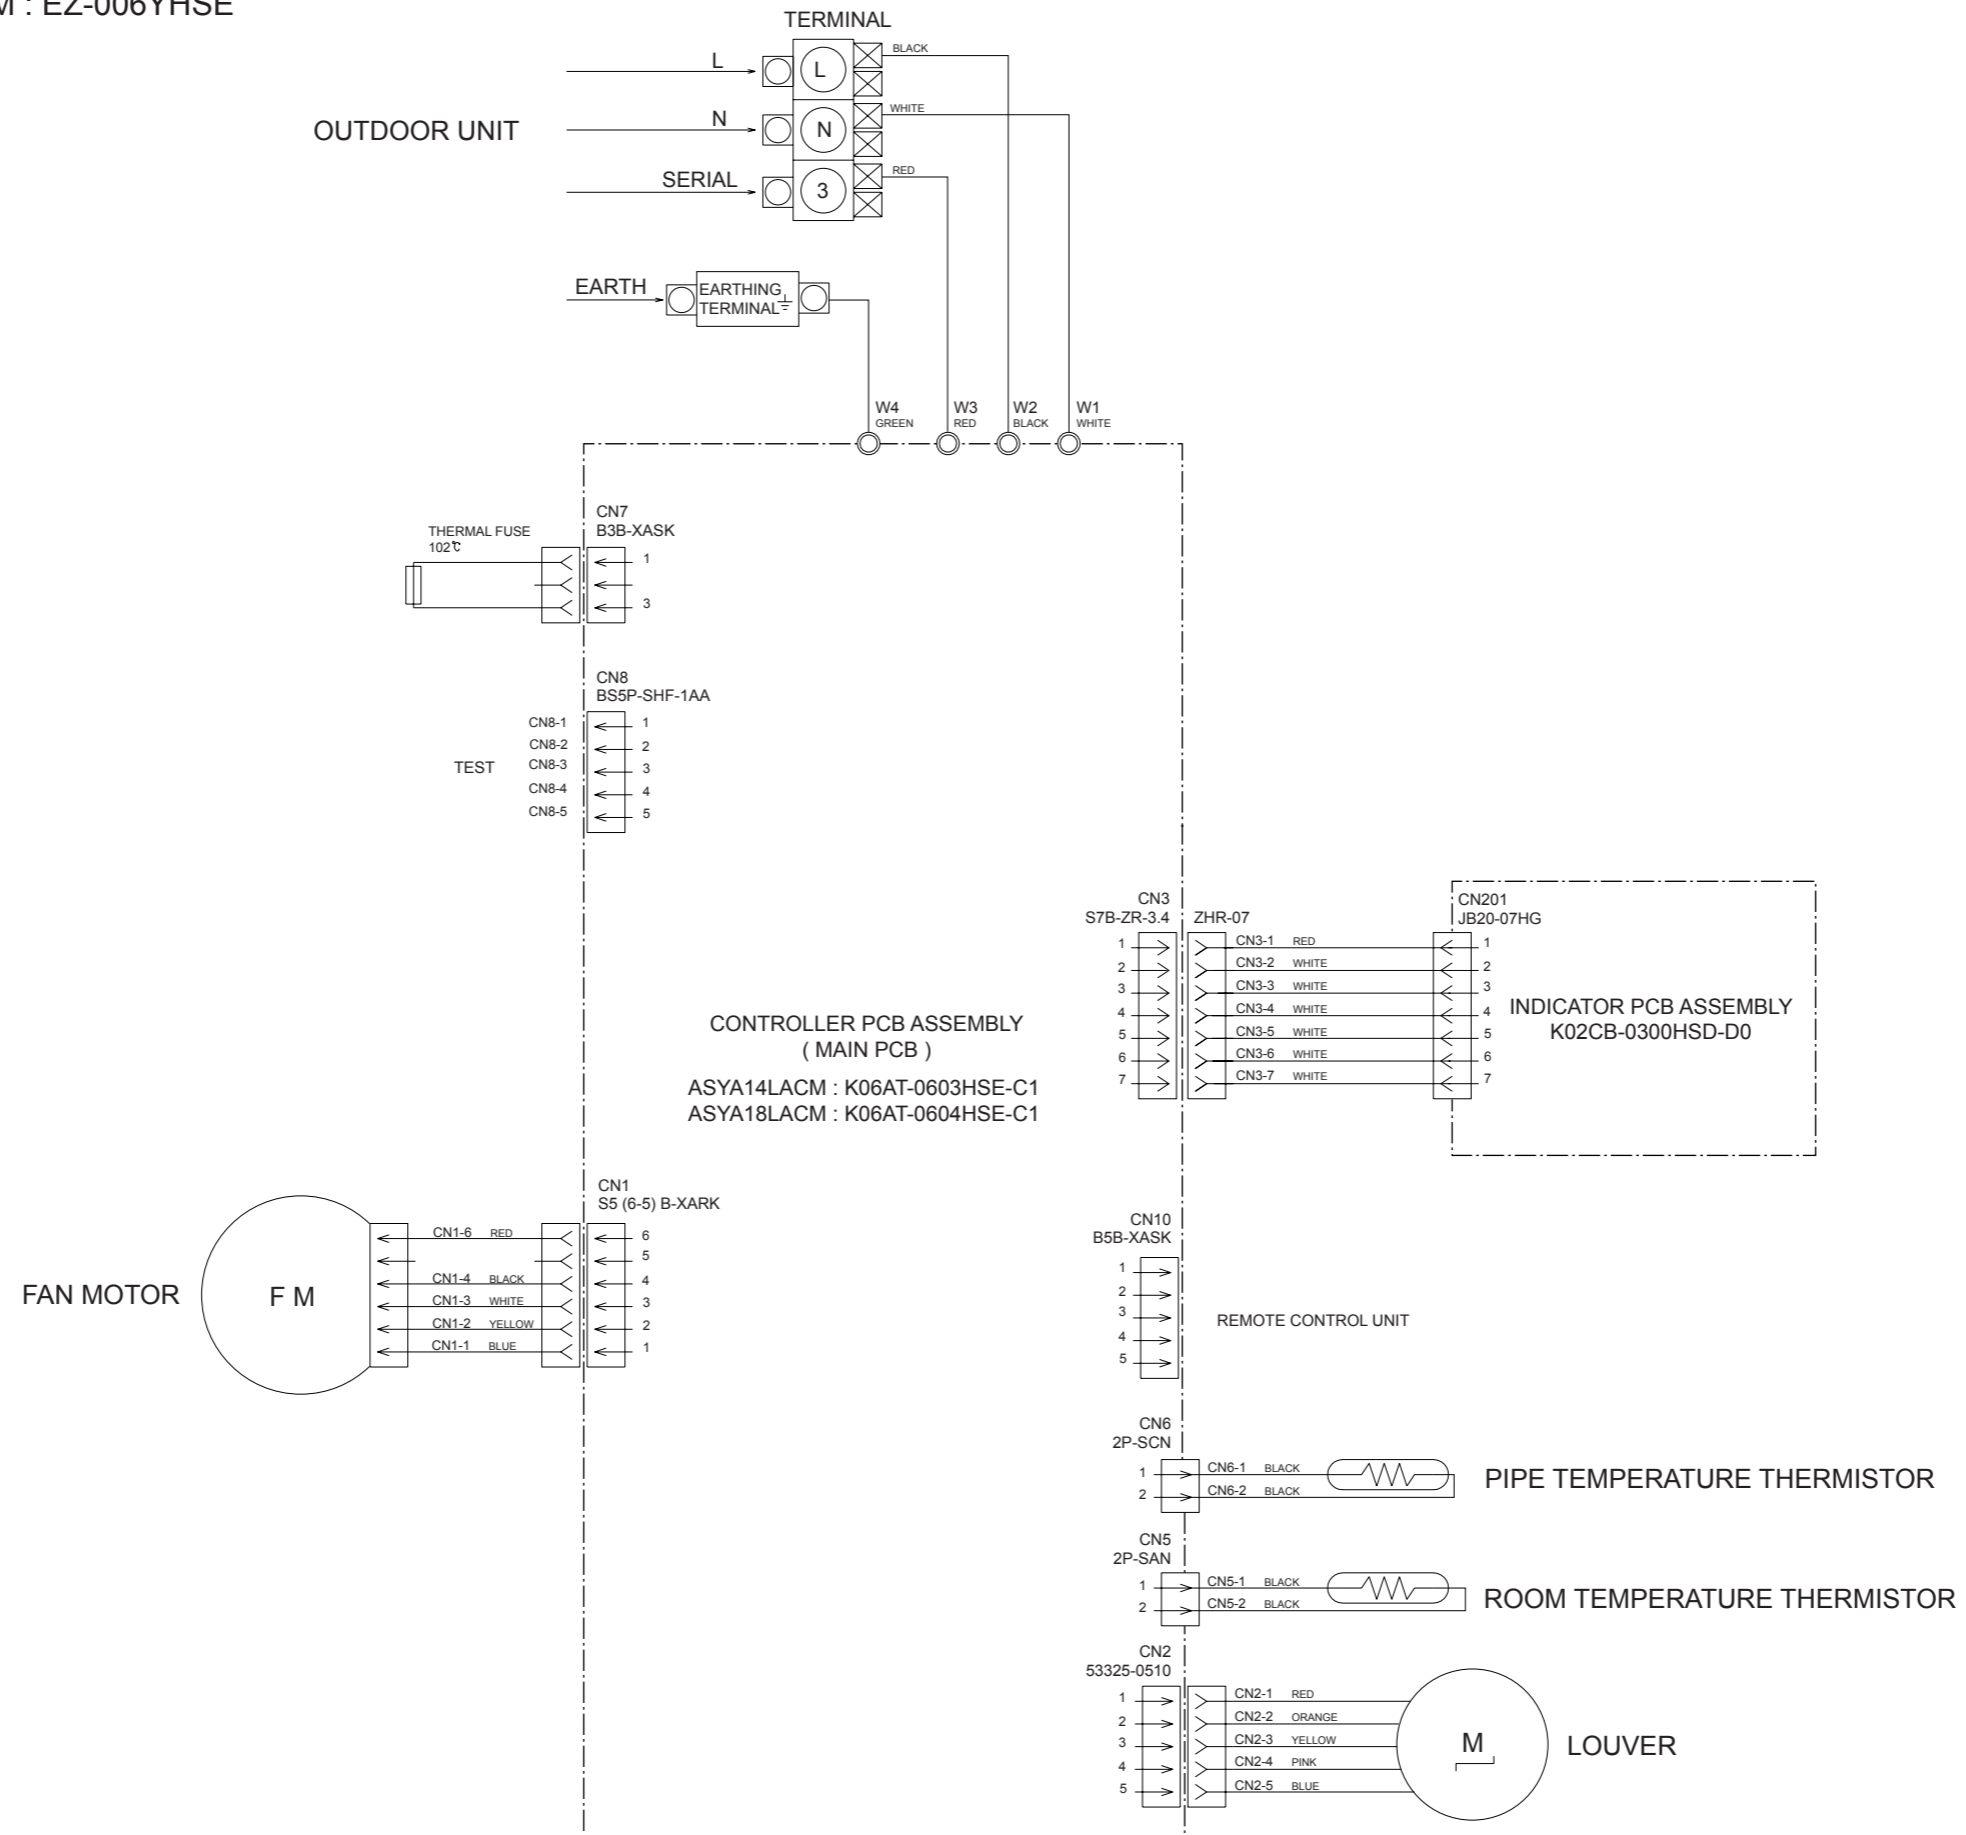 M : EZ-006YHSE
TERMINAL
L
L
BLACK
OUTDOOR UNIT
N
N
WHITE
SERIAL
3
RED
EARTH
EARTHING
TERMINAL
W4
GREEN
W3
RED
W2
BLACK
W1
WHITE
THERMAL FUSE
102℃
CN7
B3B-XASK
1
3
CN8
BS5P-SHF-1AA
TEST
CN8-1 1
CN8-2 2
CN8-3 3
CN8-4 4
CN8-5 5
CONTROLLER PCB ASSEMBLY
( MAIN PCB )
ASYA14LACM : K06AT-0603HSE-C1
ASYA18LACM : K06AT-0604HSE-C1
CN3
S7B-ZR-3.4
ZHR-07
CN201
JB20-07HG
1 CN3-1 RED 1
2 CN3-2 WHITE 2
3 CN3-3 WHITE 3
4 CN3-4 WHITE 4
5 CN3-5 WHITE 5
6 CN3-6 WHITE 6
7 CN3-7 WHITE 7
INDICATOR PCB ASSEMBLY
K02CB-0300HSD-D0
CN1
S5 (6-5) B-XARK
FAN MOTOR
F M
CN1-6 RED 6
5
CN1-4 BLACK 4
CN1-3 WHITE 3
CN1-2 YELLOW 2
CN1-1 BLUE 1
CN10
B5B-XASK
1
2
3
4
5
REMOTE CONTROL UNIT
CN6
2P-SCN
1 CN6-1 BLACK
2 CN6-2 BLACK
PIPE TEMPERATURE THERMISTOR
CN5
2P-SAN
1 CN5-1 BLACK
2 CN5-2 BLACK
ROOM TEMPERATURE THERMISTOR
CN2
53325-0510
1 CN2-1 RED
2 CN2-2 ORANGE
3 CN2-3 YELLOW
4 CN2-4 PINK
5 CN2-5 BLUE
M
LOUVER